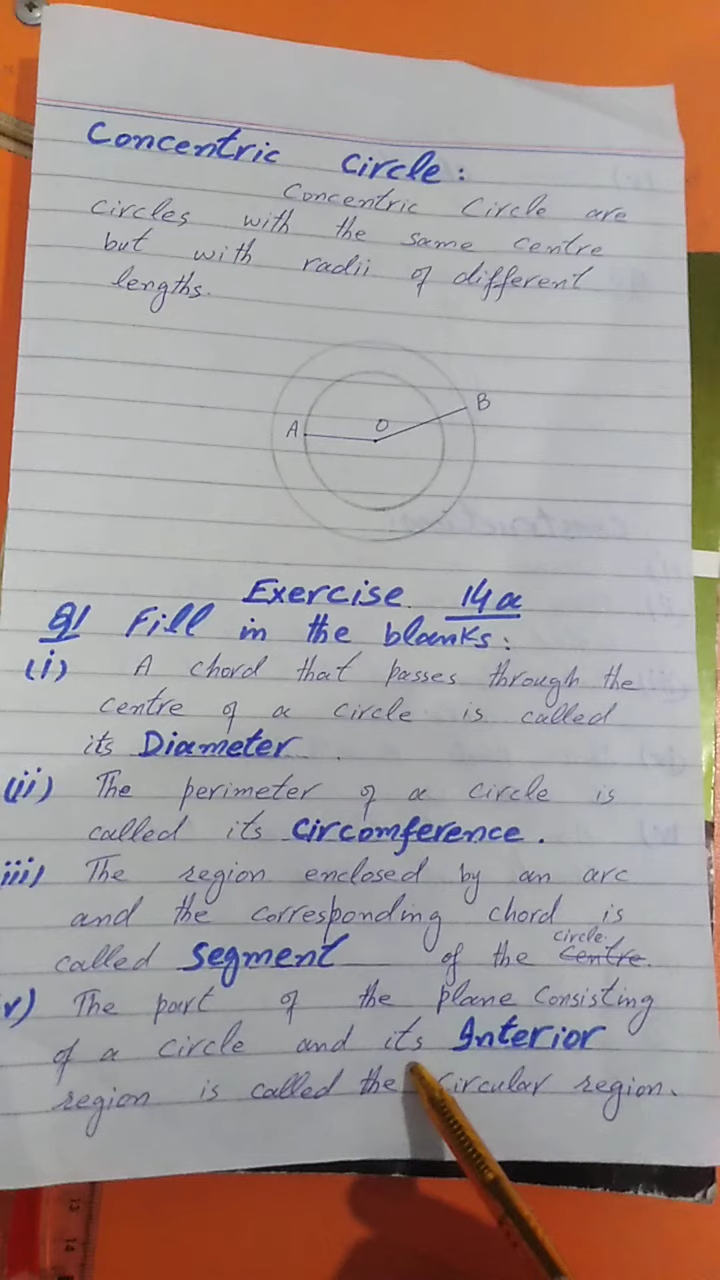 Concentric Circle:
Concentric Circle are
circles with the same centre
but with radii of different
lengths.
A O B
Exercise 14a
Q1 Fill in the blanks:
(i) A chord that passes through the
centre of a circle is called
its Diameter.
(ii) The perimeter of a circle is
called its Circomference.
iii) The region enclosed by an arc
and the corresponding chord is
called Segment of the Centre. circle.
v) The part of the plane Consisting
of a circle and its Interior
region is called the circular region.
13
14